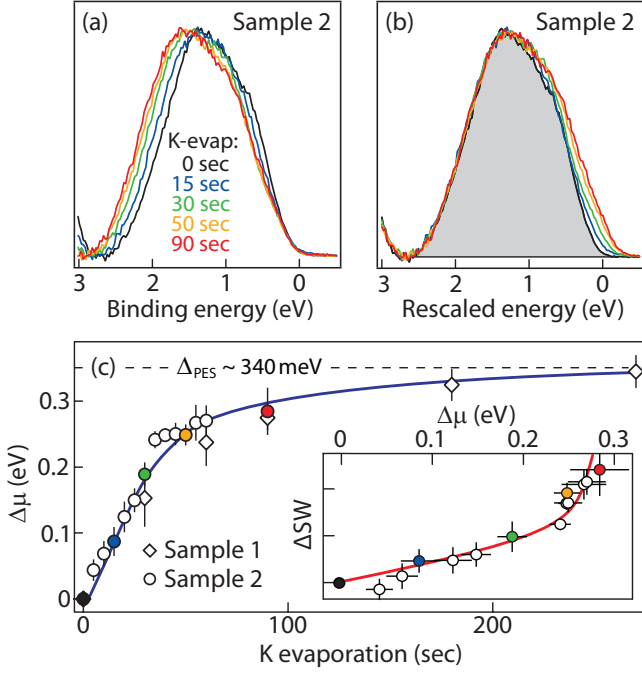 (a) Sample 2
K-evap:
0 sec
15 sec
30 sec
50 sec
90 sec
3 2 1 0
Binding energy (eV)
(b) Sample 2
3 2 1 0
Rescaled energy (eV)
(c) Δ_PES ~ 340 meV
0.3
0.2
0.1
0
Δμ (eV)
Sample 1
Sample 2
0 100 200
K evaporation (sec)
Δμ (eV)
0 0.1 0.2 0.3
ΔSW